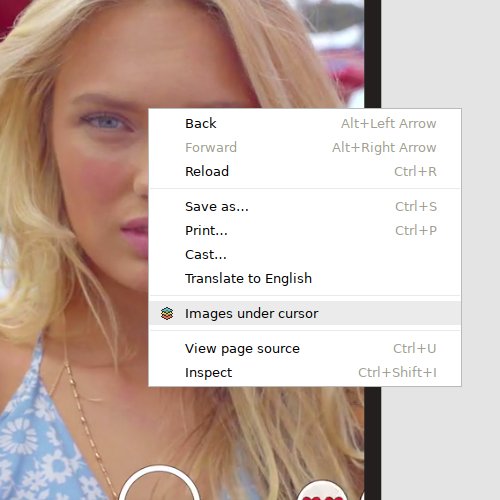 Back Alt+Left Arrow
Forward Alt+Right Arrow
Reload Ctrl+R
Save as... Ctrl+S
Print... Ctrl+P
Cast...
Translate to English
Images under cursor
View page source Ctrl+U
Inspect Ctrl+Shift+I